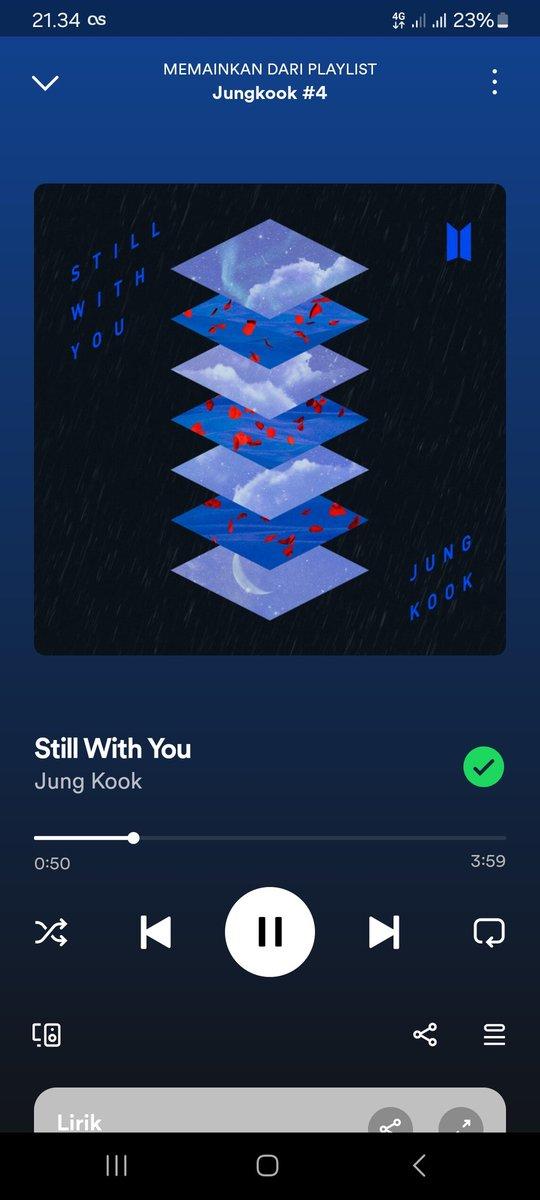 21.34
4G 23%
MEMAINKAN DARI PLAYLIST
Jungkook #4
STILL
WITH
YOU
JUNG
KOOK
Still With You
Jung Kook
0:50
3:59
Lirik